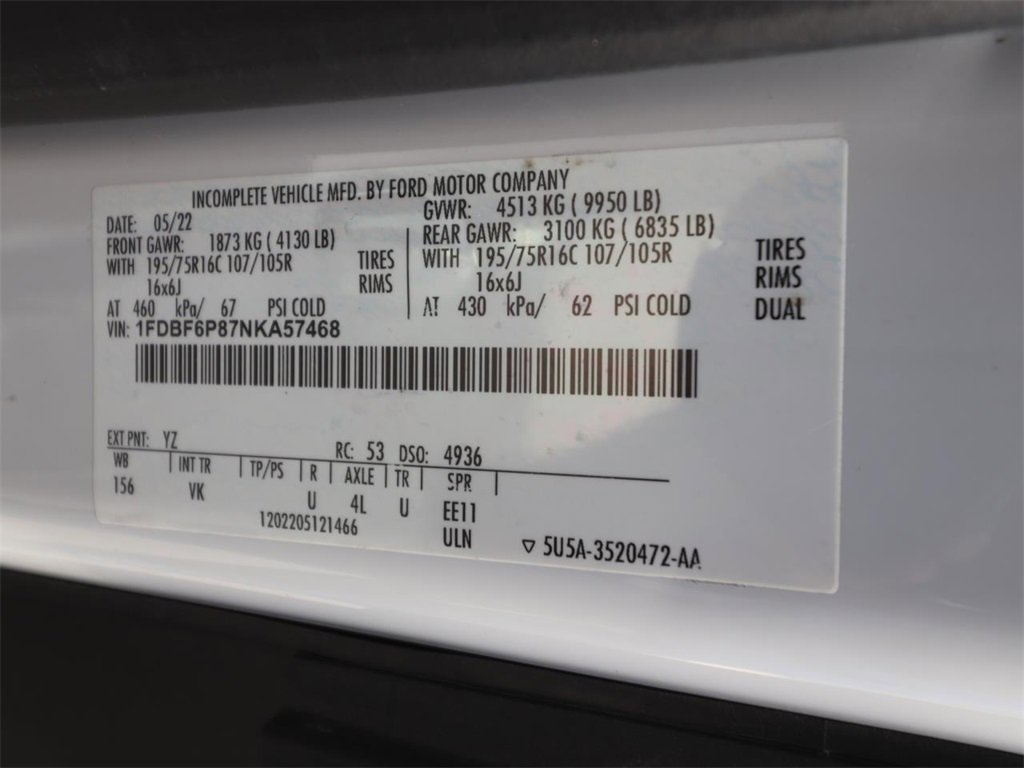 INCOMPLETE VEHICLE MFD. BY FORD MOTOR COMPANY
DATE: 05/22 GVWR: 4513 KG ( 9950 LB)
FRONT GAWR: 1873 KG ( 4130 LB) REAR GAWR: 3100 KG ( 6835 LB)
WITH 195/75R16C 107/105R TIRES WITH 195/75R16C 107/105R TIRES
16x6J RIMS 16x6J RIMS
AT 460 kPa/ 67 PSI COLD AT 430 kPa/ 62 PSI COLD DUAL
VIN: 1FDBF6P87NKA57468
EXT PNT: YZ RC: 53 DSO: 4936
WB INT TR TP/PS R AXLE TR SPR
156 VK U 4L U EE11
1202205121466 ULN ▽ 5U5A-3520472-AA